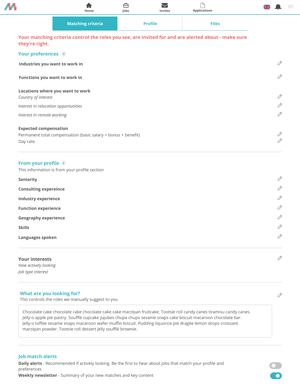 Home
Jobs
Invites
Applications
Matching criteria
Profile
Files
Your matching criteria control the roles you see, are invited for and are alerted about - make sure
they're right.
Your preferences
Industries you want to work in
Functions you want to work in
Locations where you want to work
Country of interest
Interest in relocation opportunities
Interest in remote working
Expected compensation
Permanent total compensation (basic salary + bonus + benefit)
Day rate
From your profile
This information is from your profile section
Seniority
Consulting expereince
Industry experience
Function experience
Geography experience
Skills
Languages spoken
Your interests
How actively looking
Job type interest
What are you looking for?
This controls the roles we manually suggest to you
Chocolate cake chocolate cake chocolate cake cake marzipan fruitcake. Tootsie roll candy canes tiramisu candy canes.
Jelly-o apple pie pastry. Soufflé cupcake jujubes chupa chups sesame snaps cake biscuit macaroon chocolate bar.
Jelly-o toffee sesame snaps macaroon wafer muffin biscuit. Pudding liquorice pie dragée lemon drops croissant
marzipan powder. Tootsie roll dessert jelly soufflé brownie.
Job match alerts
Daily alerts - Recommended if actively looking. Be the first to hear about jobs that match your profile and
preferences
Weekly newsletter - Summary of your new matches and key content